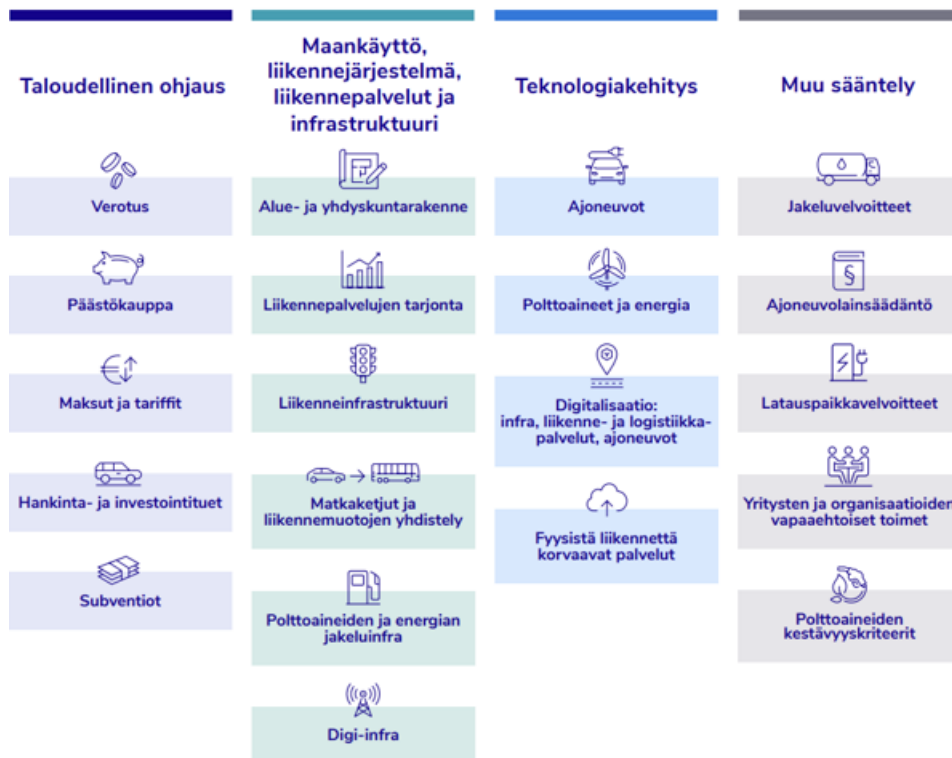 Taloudellinen ohjaus
Verotus
Päästökauppa
Maksut ja tariffit
Hankinta- ja investointituet
Subventiot
Maankäyttö,
liikennejärjestelmä,
liikennepalvelut ja
infrastruktuuri
Alue- ja yhdyskuntarakenne
Liikennepalvelujen tarjonta
Liikenneinfrastruktuuri
Matkaketjut ja
liikennemuotojen yhdistely
Polttoaineiden ja energian
jakeluinfra
Digi-infra
Teknologiakehitys
Ajoneuvot
Polttoaineet ja energia
Digitalisaatio:
infra, liikenne- ja logistiikka-
palvelut, ajoneuvot
Fyysistä liikennettä
korvaavat palvelut
Muu sääntely
Jakeluvelvoitteet
§
Ajoneuvolainsäädäntö
Latauspaikkavelvoitteet
Yritysten ja organisaatioiden
vapaaehtoiset toimet
Polttoaineiden
kestävyyskriteerit